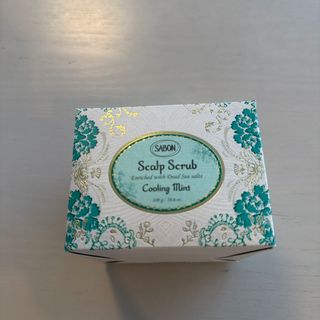 SABON
Scalp Scrub
Enriched with Dead Sea salts
Cooling Mint